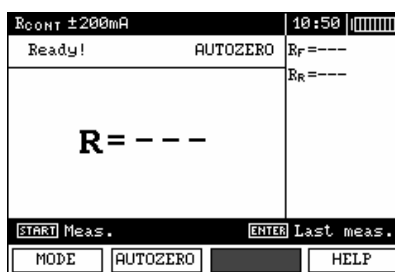 RCONT ±200mA 10:50
Ready! AUTOZERO
RF=---
RR=---
R=---
START Meas. ENTER Last meas.
MODE AUTOZERO HELP